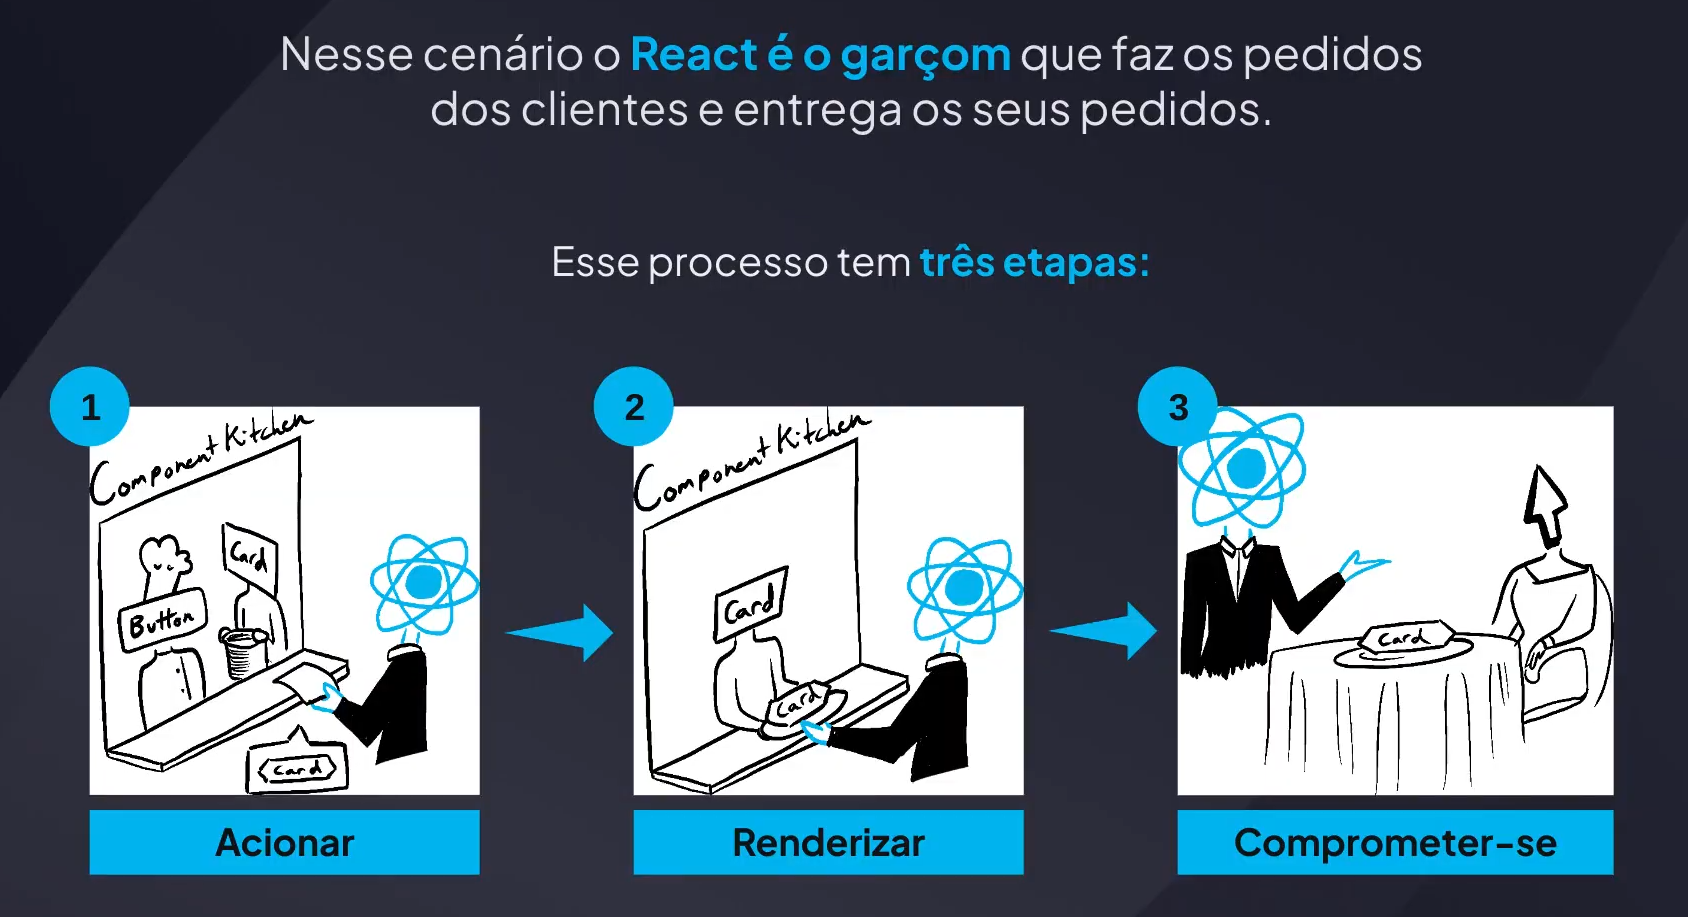 Nesse cenário o React é o garçom que faz os pedidos
dos clientes e entrega os seus pedidos.
Esse processo tem três etapas:
1
Component Kitchen
Button
Card
Card
Acionar
2
Component Kitchen
Card
Card
Renderizar
3
Card
Comprometer-se